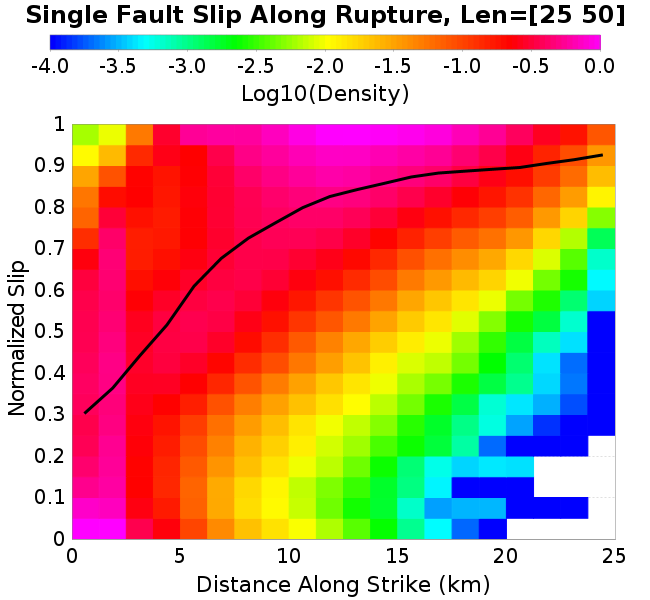 Single Fault Slip Along Rupture, Len=[25 50]
-4.0 -3.5 -3.0 -2.5 -2.0 -1.5 -1.0 -0.5 0.0
Log10(Density)
1
0.9
0.8
0.7
0.6
0.5
0.4
0.3
0.2
0.1
0
Normalized Slip
0 5 10 15 20 25
Distance Along Strike (km)